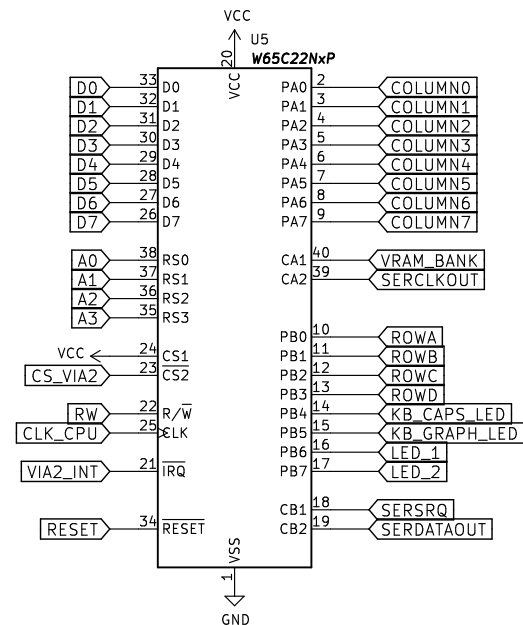 VCC
U5
W65C22NxP
20
VCC
D0 33 D0 PA0 2 COLUMN0
D1 32 D1 PA1 3 COLUMN1
D2 31 D2 PA2 4 COLUMN2
D3 30 D3 PA3 5 COLUMN3
D4 29 D4 PA4 6 COLUMN4
D5 28 D5 PA5 7 COLUMN5
D6 27 D6 PA6 8 COLUMN6
D7 26 D7 PA7 9 COLUMN7
A0 38 RS0 CA1 40 VRAM_BANK
A1 37 RS1 CA2 39 SERCLKOUT
A2 36 RS2
A3 35 RS3
PB0 10 ROWA
VCC 24 CS1 PB1 11 ROWB
CS_VIA2 23 CS2 PB2 12 ROWC
PB3 13 ROWD
RW 22 R/W PB4 14 KB_CAPS_LED
CLK_CPU 25 CLK PB5 15 KB_GRAPH_LED
PB6 16 LED_1
VIA2_INT 21 IRQ PB7 17 LED_2
CB1 18 SERSRQ
RESET 34 RESET CB2 19 SERDATAOUT
VSS
1
GND